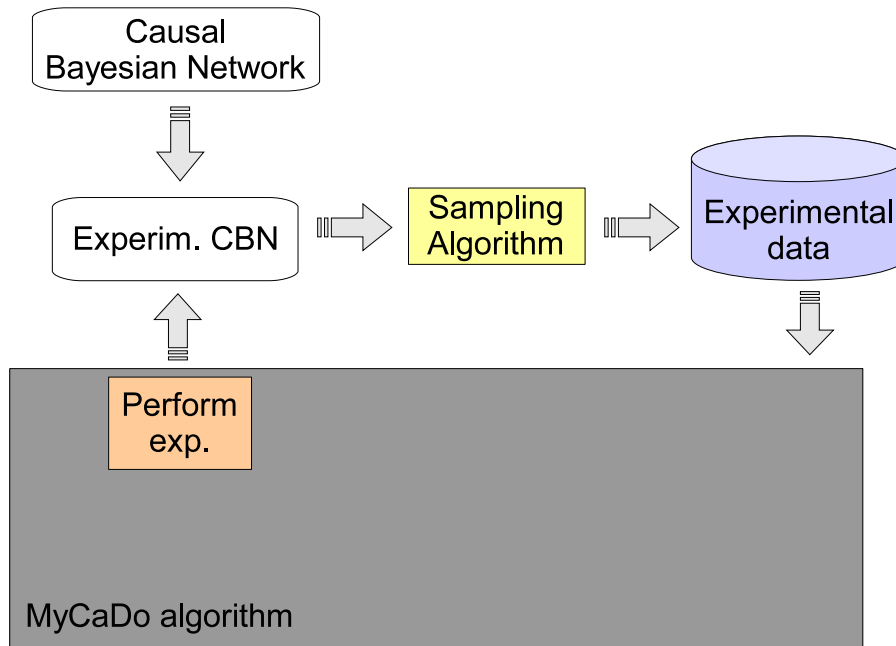 Causal
Bayesian Network
Experim. CBN
Sampling
Algorithm
Experimental
data
Perform
exp.
MyCaDo algorithm